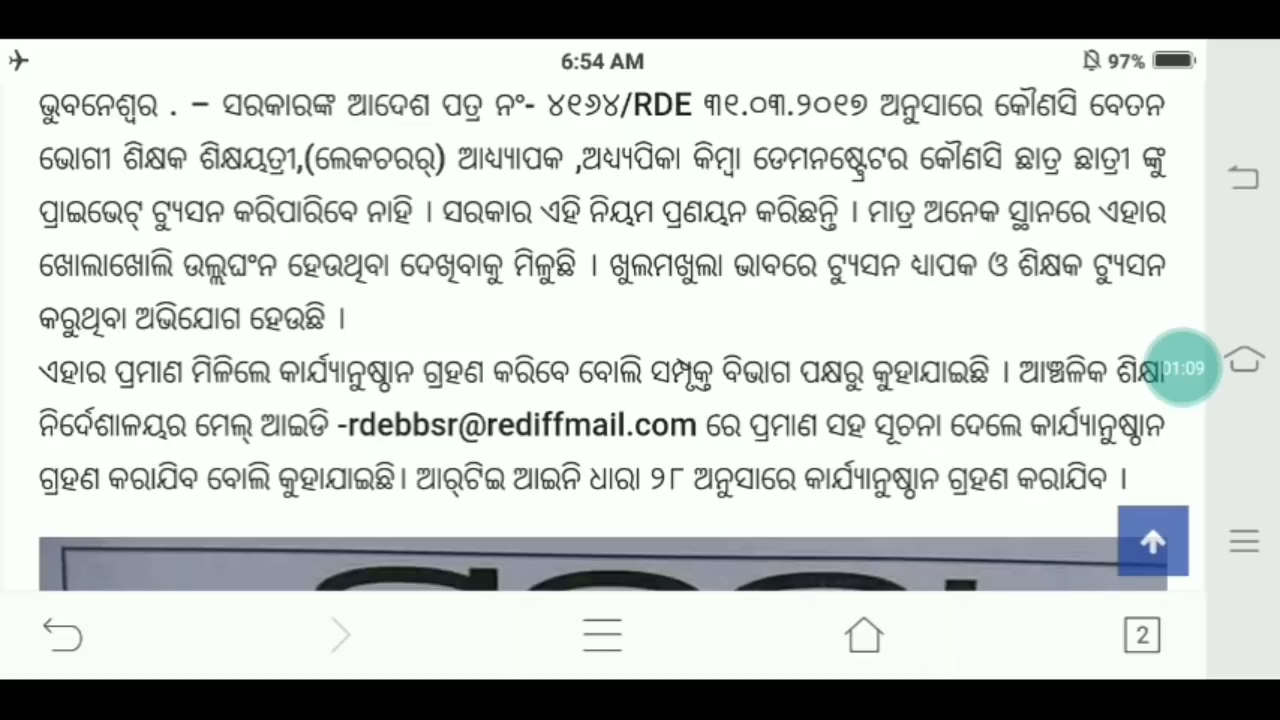 6:54 AM
97%
ଭୁବନେଶ୍ୱର . – ସରକାରଙ୍କ ଆଦେଶ ପତ୍ର ନଂ- ୪୧୬୪/RDE ୩୧.୦୩.୨୦୧୭ ଅନୁସାରେ କୌଣସି ବେତନ
ଭୋଗୀ ଶିକ୍ଷକ ଶିକ୍ଷୟତ୍ରୀ,(ଲେକଚରର୍) ଆଧ୍ୟାପକ ,ଅଧ୍ୟପିକା କିମ୍ବା ଡେମନଷ୍ଟ୍ରେଟର କୌଣସି ଛାତ୍ର ଛାତ୍ରୀ ଙ୍କୁ
ପ୍ରାଇଭେଟ୍ ଟ୍ୟୁସନ କରିପାରିବେ ନାହି । ସରକାର ଏହି ନିୟମ ପ୍ରଣୟନ କରିଛନ୍ତି । ମାତ୍ର ଅନେକ ସ୍ଥାନରେ ଏହାର
ଖୋଲାଖୋଲି ଉଲ୍ଲଘଂନ ହେଉଥିବା ଦେଖିବାକୁ ମିଳୁଛି । ଖୁଲମଖୁଲା ଭାବରେ ଟ୍ୟୁସନ ଧ୍ୟାପକ ଓ ଶିକ୍ଷକ ଟ୍ୟୁସନ
କରୁଥିବା ଅଭିଯୋଗ ହେଉଛି ।
ଏହାର ପ୍ରମାଣ ମିଳିଲେ କାର୍ଯ୍ୟାନୁଷ୍ଠାନ ଗ୍ରହଣ କରିବେ ବୋଲି ସମ୍ପୃକ୍ତ ବିଭାଗ ପକ୍ଷରୁ କୁହାଯାଇଛି । ଆଞ୍ଚଳିକ ଶିକ୍ଷା
01:09
ନିର୍ଦେଶାଳୟର ମେଲ୍ ଆଇଡି -rdebbsr@rediffmail.com ରେ ପ୍ରମାଣ ସହ ସୂଚନା ଦେଲେ କାର୍ଯ୍ୟାନୁଷ୍ଠାନ
ଗ୍ରହଣ କରାଯିବ ବୋଲି କୁହାଯାଇଛି। ଆର୍‌ଟିଇ ଆଇନି ଧାରା ୨୮ ଅନୁସାରେ କାର୍ଯ୍ୟାନୁଷ୍ଠାନ ଗ୍ରହଣ କରାଯିବ ।
2